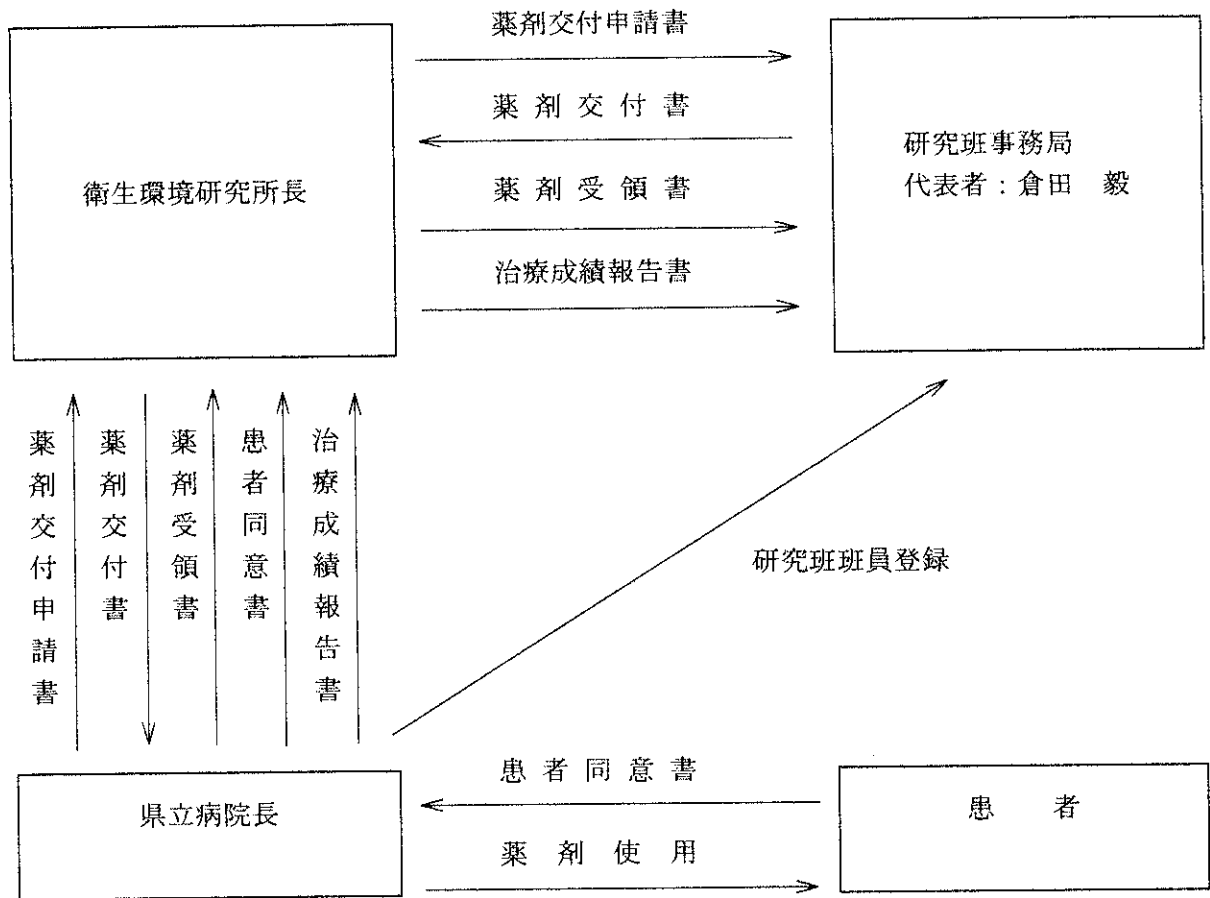 薬剤交付申請書
薬剤交付書
衛生環境研究所長
研究班事務局
代表者：倉田　毅
薬剤受領書
治療成績報告書
薬剤交付申請書
薬剤交付書
薬剤受領書
患者同意書
治療成績報告書
研究班班員登録
患者同意書
県立病院長
患　者
薬剤使用